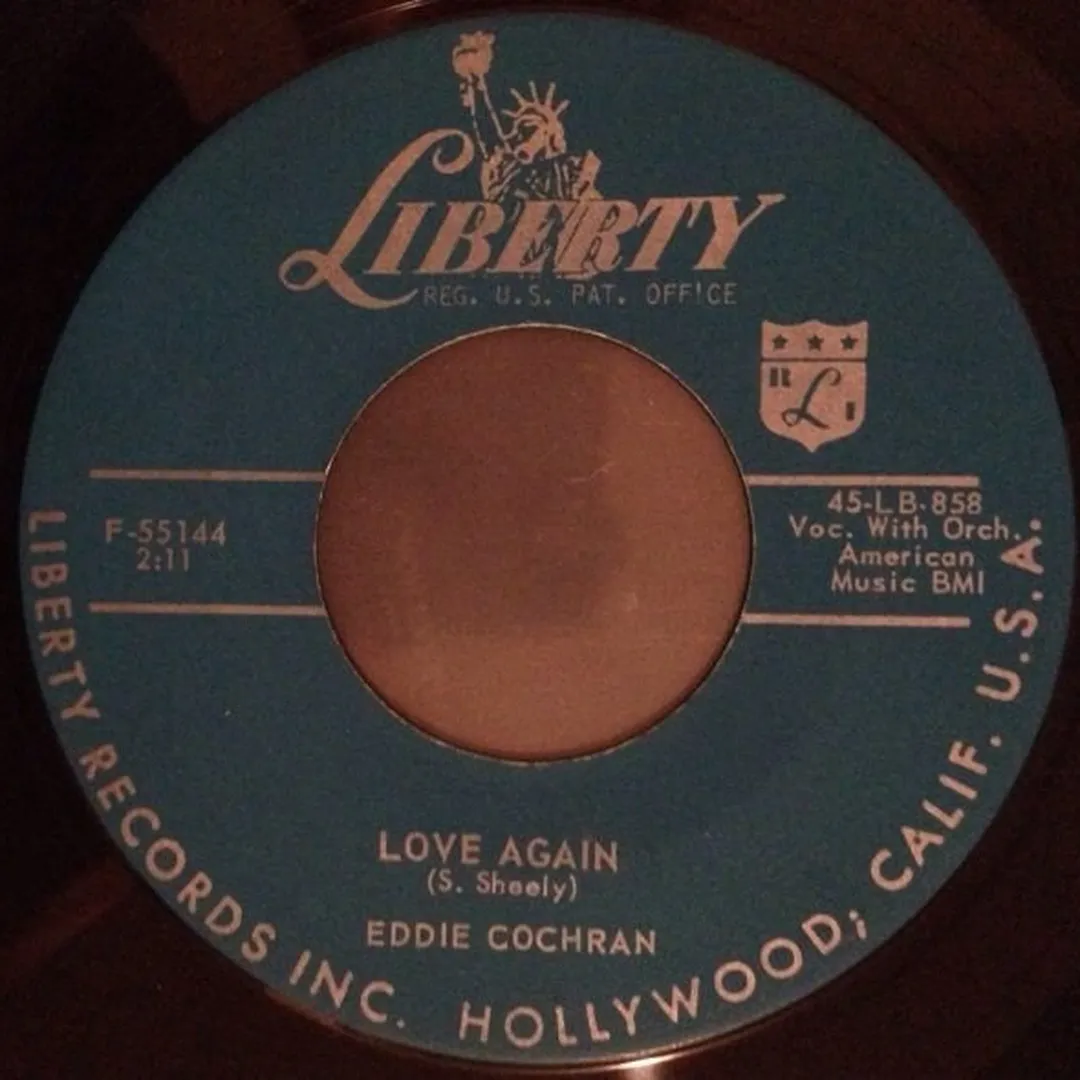 LIBERTY
REG. U.S. PAT. OFFICE
R L I
F-55144
2:11
45-LB-858
Voc. With Orch.
American
Music BMI
LOVE AGAIN
(S. Sheely)
EDDIE COCHRAN
LIBERTY RECORDS INC. HOLLYWOOD; CALIF. U.S.A.